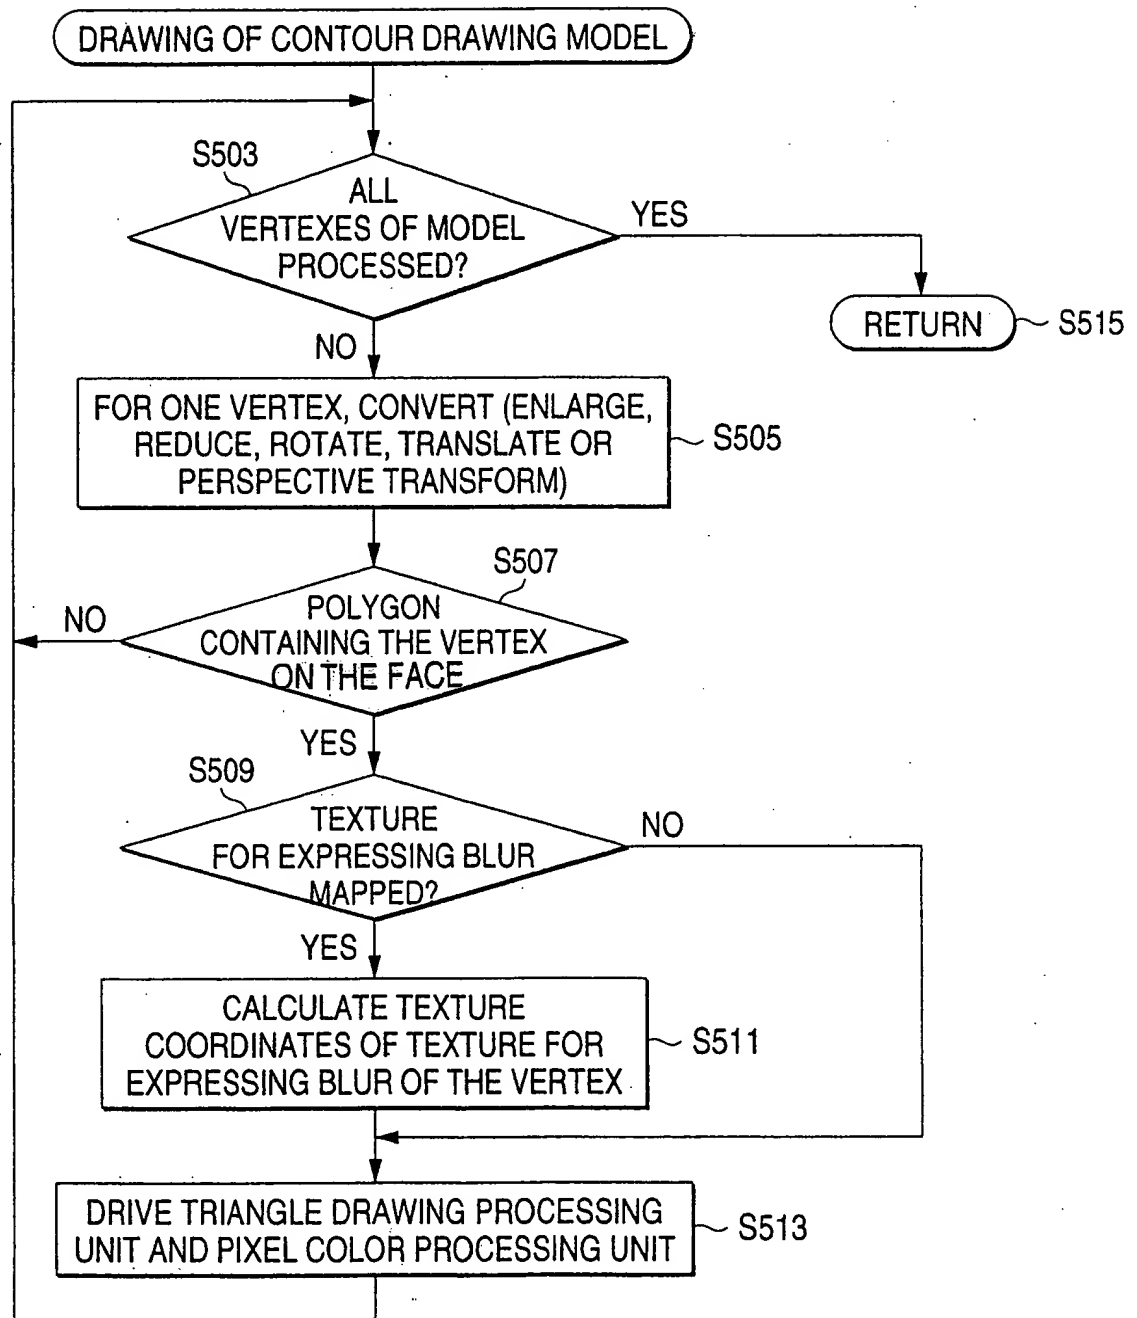 DRAWING OF CONTOUR DRAWING MODEL
S503
ALL
VERTEXES OF MODEL
PROCESSED?
YES
RETURN
S515
NO
FOR ONE VERTEX, CONVERT (ENLARGE,
REDUCE, ROTATE, TRANSLATE OR
PERSPECTIVE TRANSFORM)
S505
S507
POLYGON
CONTAINING THE VERTEX
ON THE FACE
NO
YES
S509
TEXTURE
FOR EXPRESSING BLUR
MAPPED?
NO
YES
CALCULATE TEXTURE
COORDINATES OF TEXTURE FOR
EXPRESSING BLUR OF THE VERTEX
S511
DRIVE TRIANGLE DRAWING PROCESSING
UNIT AND PIXEL COLOR PROCESSING UNIT
S513